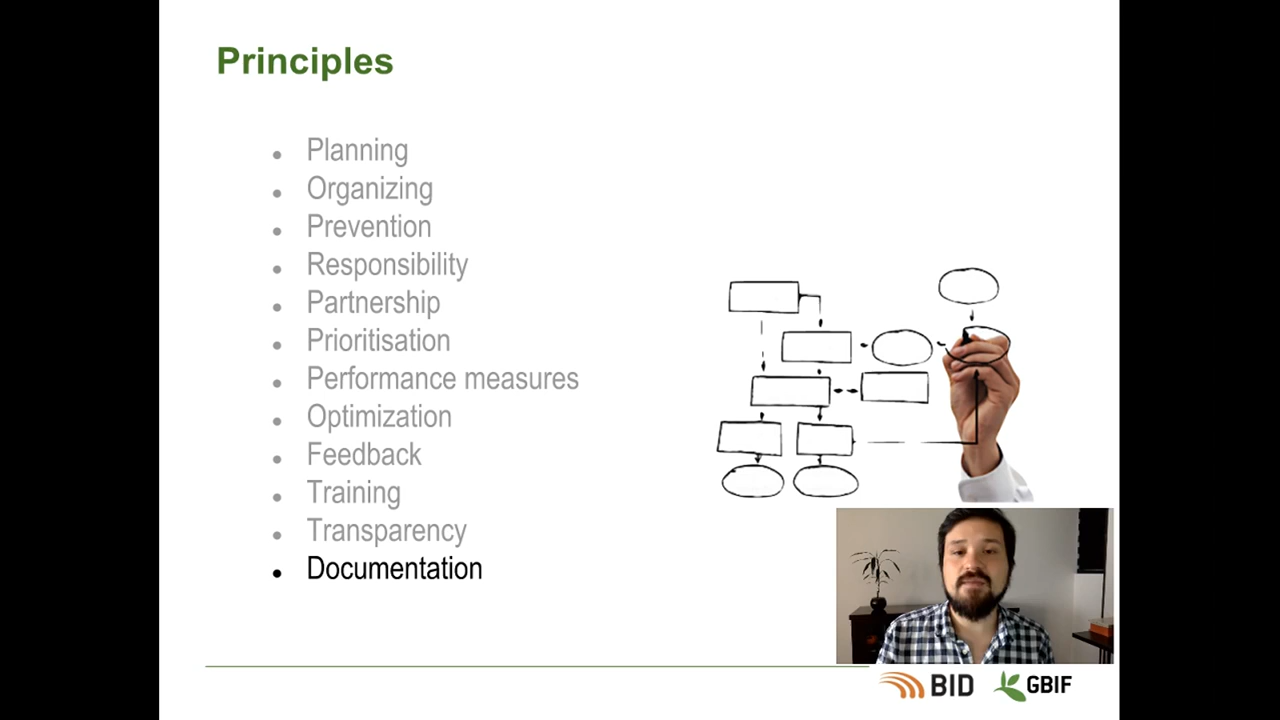 Principles
Planning
Organizing
Prevention
Responsibility
Partnership
Prioritisation
Performance measures
Optimization
Feedback
Training
Transparency
Documentation
BID GBIF